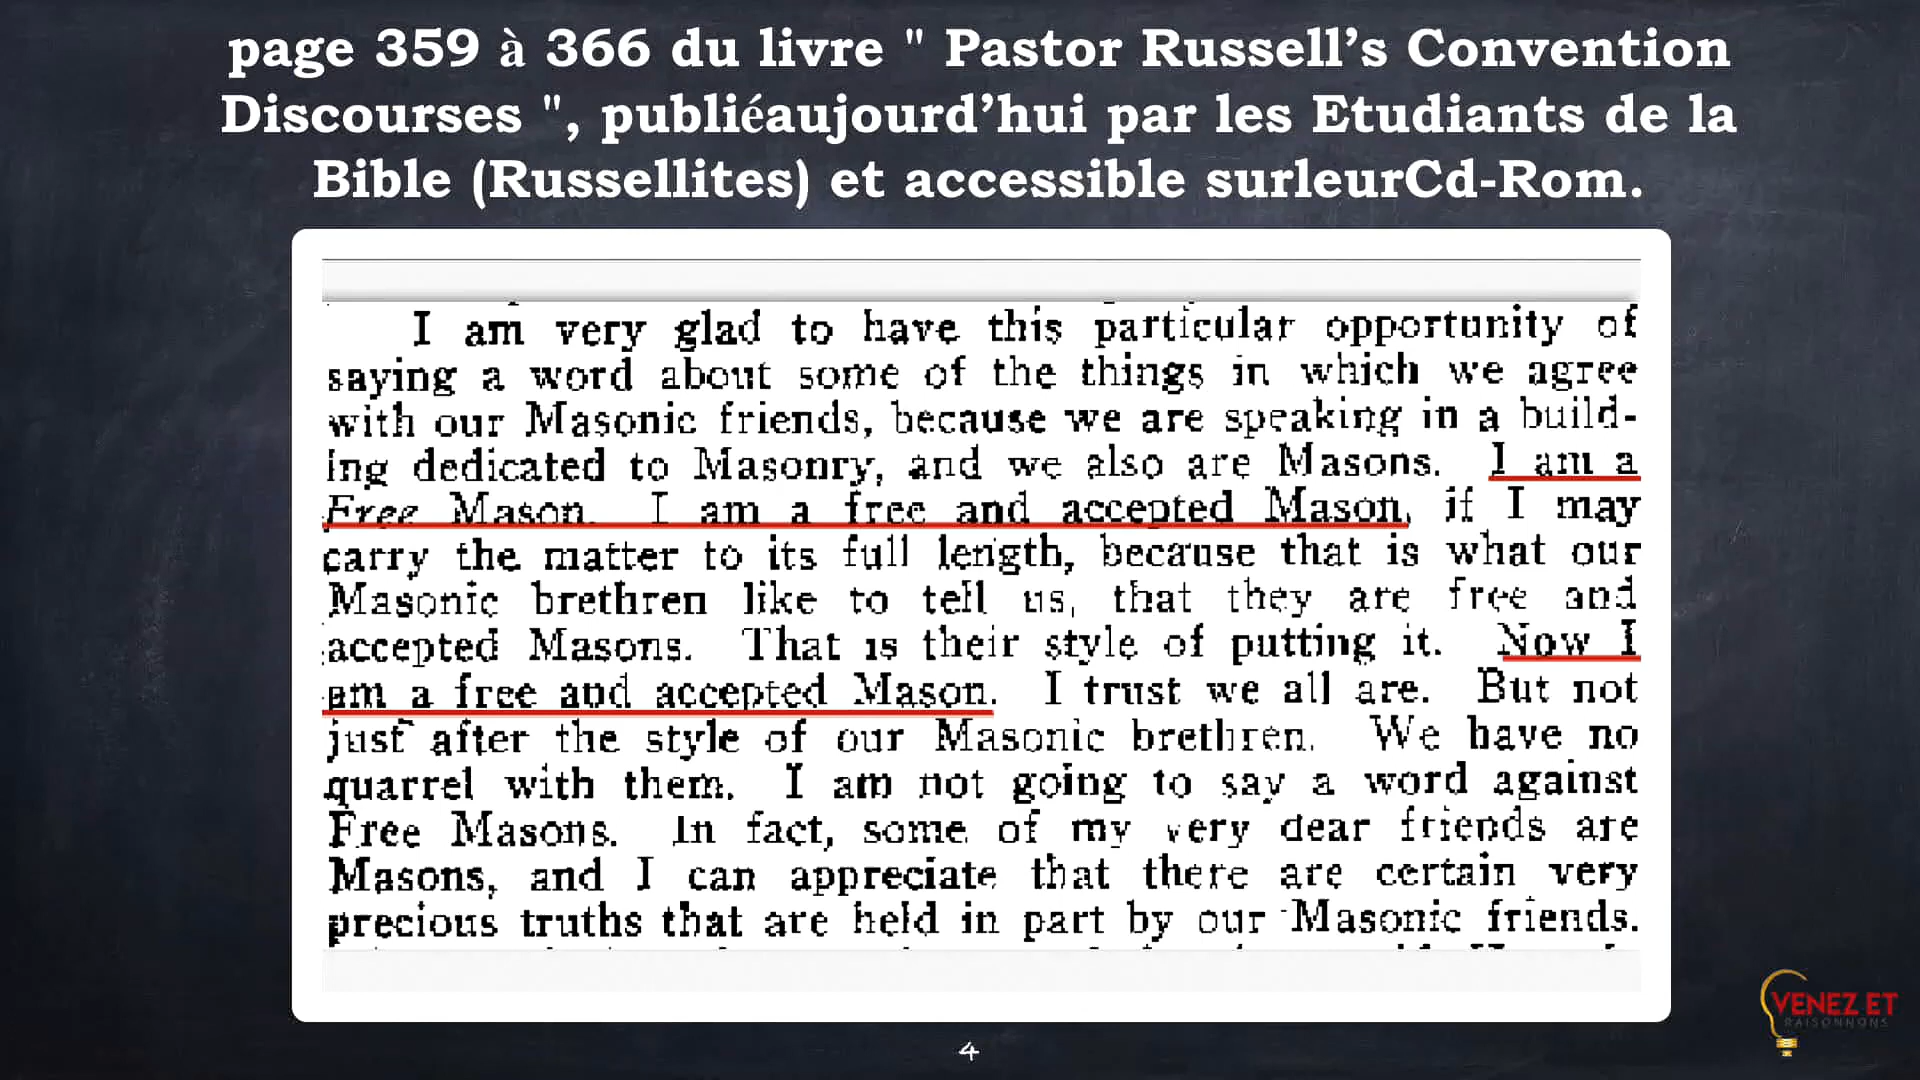 page 359 à 366 du livre " Pastor Russell’s Convention
Discourses ", publiéaujourd’hui par les Etudiants de la
Bible (Russellites) et accessible surleurCd-Rom.
I am very glad to have this particular opportunity of
saying a word about some of the things in which we agree
with our Masonic friends, because we are speaking in a build-
ing dedicated to Masonry, and we also are Masons. I am a
Free Mason. I am a free and accepted Mason, if I may
carry the matter to its full length, because that is what our
Masonic brethren like to tell us, that they are free and
accepted Masons. That is their style of putting it. Now I
am a free and accepted Mason. I trust we all are. But not
just after the style of our Masonic brethren. We have no
quarrel with them. I am not going to say a word against
Free Masons. In fact, some of my very dear friends are
Masons, and I can appreciate that there are certain very
precious truths that are held in part by our Masonic friends.
VENEZ ET
RAISONNONS
4